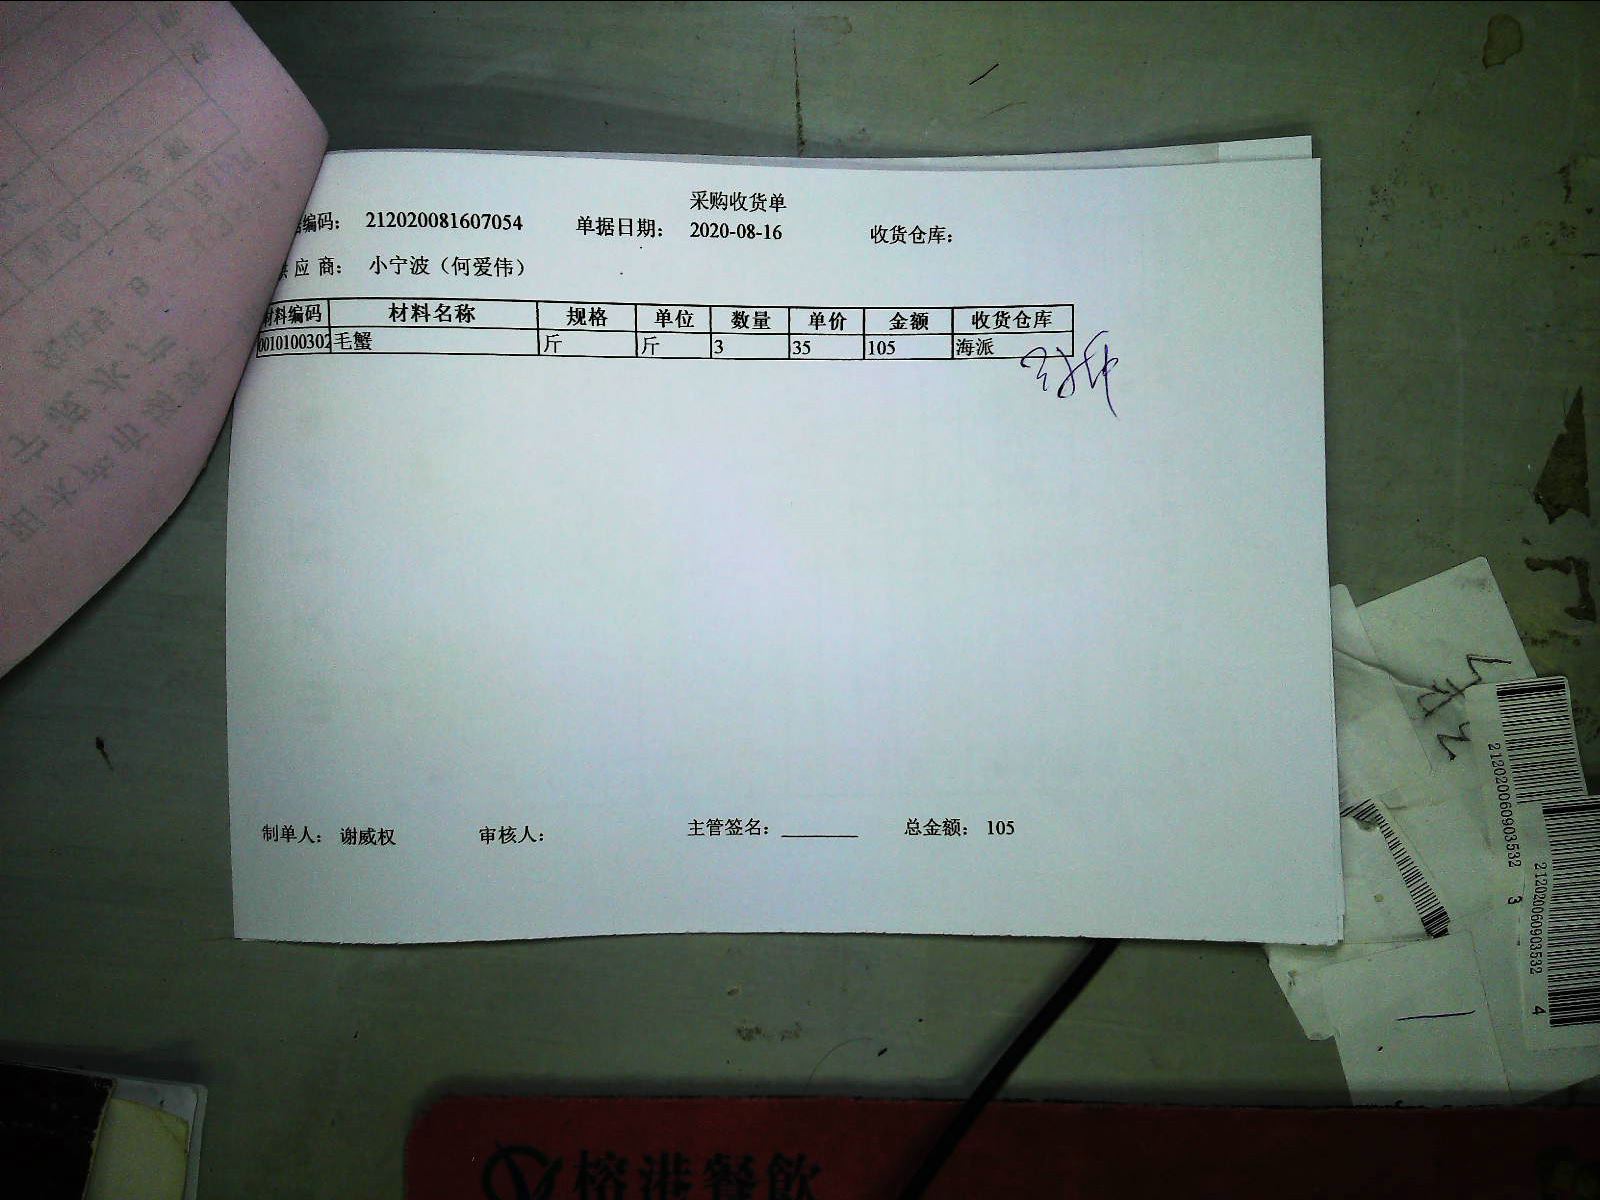 采购收货单
编码： 212020081607054 单据日期： 2020-08-16 收货仓库：
应 商： 小宁波（何爱伟）
材料编码 材料名称 规格 单位 数量 单价 金额 收货仓库
0010100302 毛蟹 斤 斤 3 35 105 海派
制单人： 谢威权 审核人： 主管签名：________ 总金额： 105
2120200609035323
2120200609035324
榕港餐飲